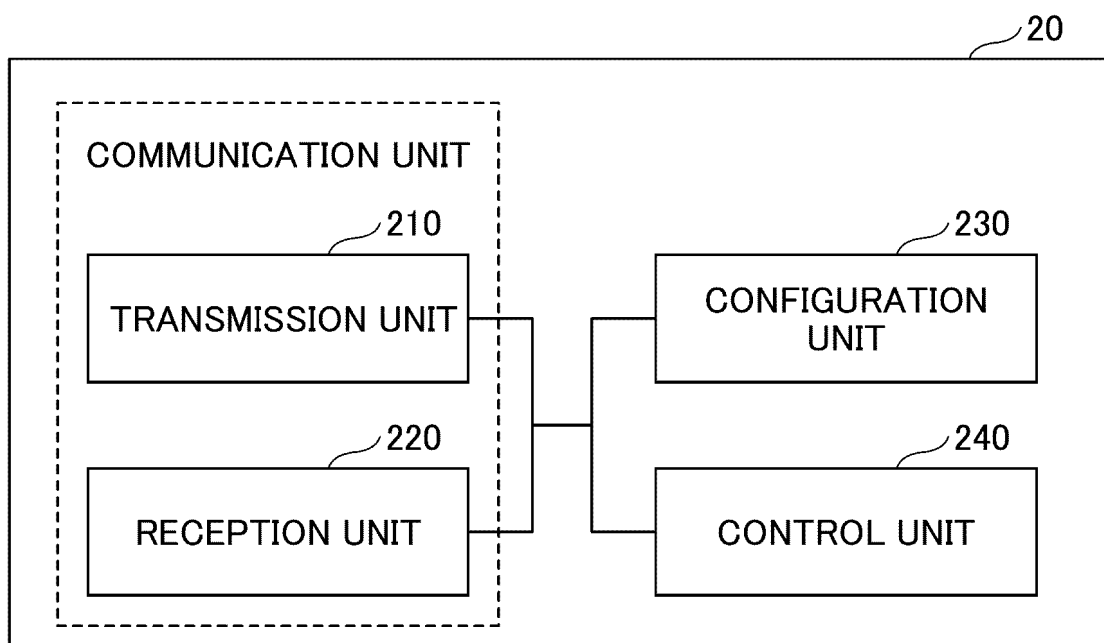 20
COMMUNICATION UNIT
210
TRANSMISSION UNIT
230
CONFIGURATION
UNIT
220
RECEPTION UNIT
240
CONTROL UNIT